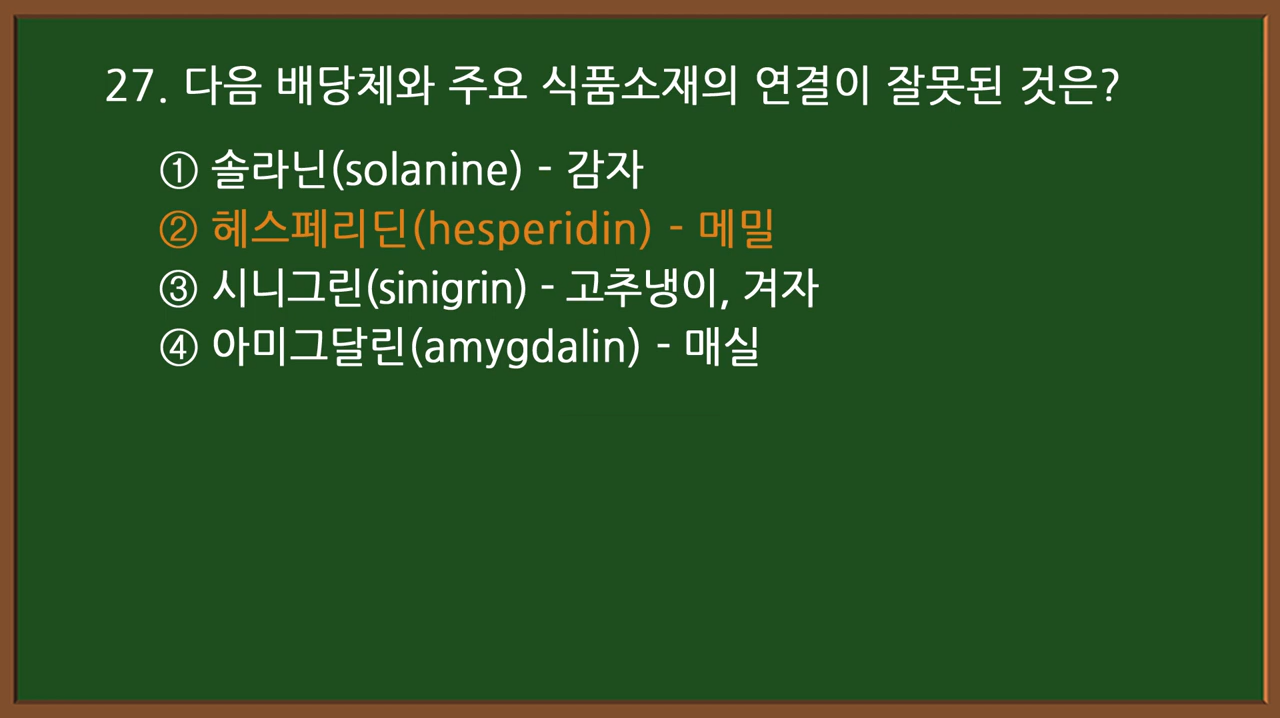 27. 다음 배당체와 주요 식품소재의 연결이 잘못된 것은?
① 솔라닌(solanine) - 감자
② 헤스페리딘(hesperidin) - 메밀
③ 시니그린(sinigrin) - 고추냉이, 겨자
④ 아미그달린(amygdalin) - 매실